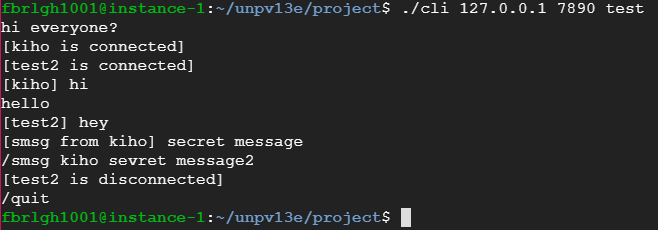 fbrlgh1001@instance-1:~/unpv13e/project$ ./cli 127.0.0.1 7890 test
hi everyone?
[kiho is connected]
[test2 is connected]
[kiho] hi
hello
[test2] hey
[smsg from kiho] secret message
/smsg kiho sevret message2
[test2 is disconnected]
/quit
fbrlgh1001@instance-1:~/unpv13e/project$